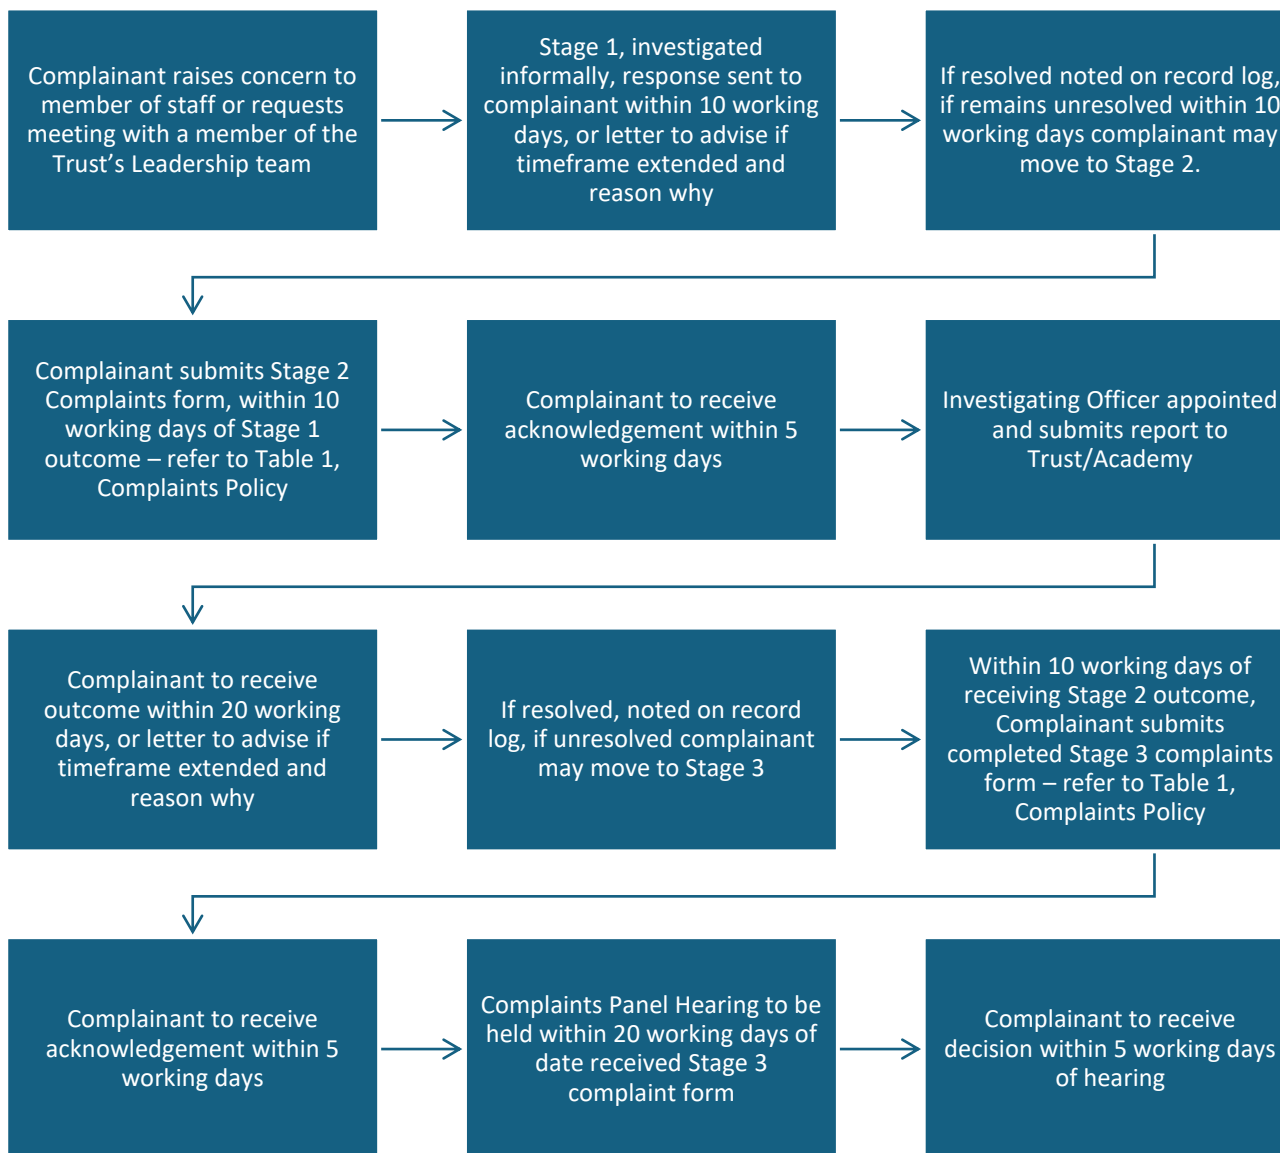 Complainant raises concern to
member of staff or requests
meeting with a member of the
Trust’s Leadership team
Stage 1, investigated
informally, response sent to
complainant within 10 working
days, or letter to advise if
timeframe extended and
reason why
If resolved noted on record log,
if remains unresolved within 10
working days complainant may
move to Stage 2.
Complainant submits Stage 2
Complaints form, within 10
working days of Stage 1
outcome – refer to Table 1,
Complaints Policy
Complainant to receive
acknowledgement within 5
working days
Investigating Officer appointed
and submits report to
Trust/Academy
Complainant to receive
outcome within 20 working
days, or letter to advise if
timeframe extended and
reason why
If resolved, noted on record
log, if unresolved complainant
may move to Stage 3
Within 10 working days of
receiving Stage 2 outcome,
Complainant submits
completed Stage 3 complaints
form – refer to Table 1,
Complaints Policy
Complainant to receive
acknowledgement within 5
working days
Complaints Panel Hearing to be
held within 20 working days of
date received Stage 3
complaint form
Complainant to receive
decision within 5 working days
of hearing